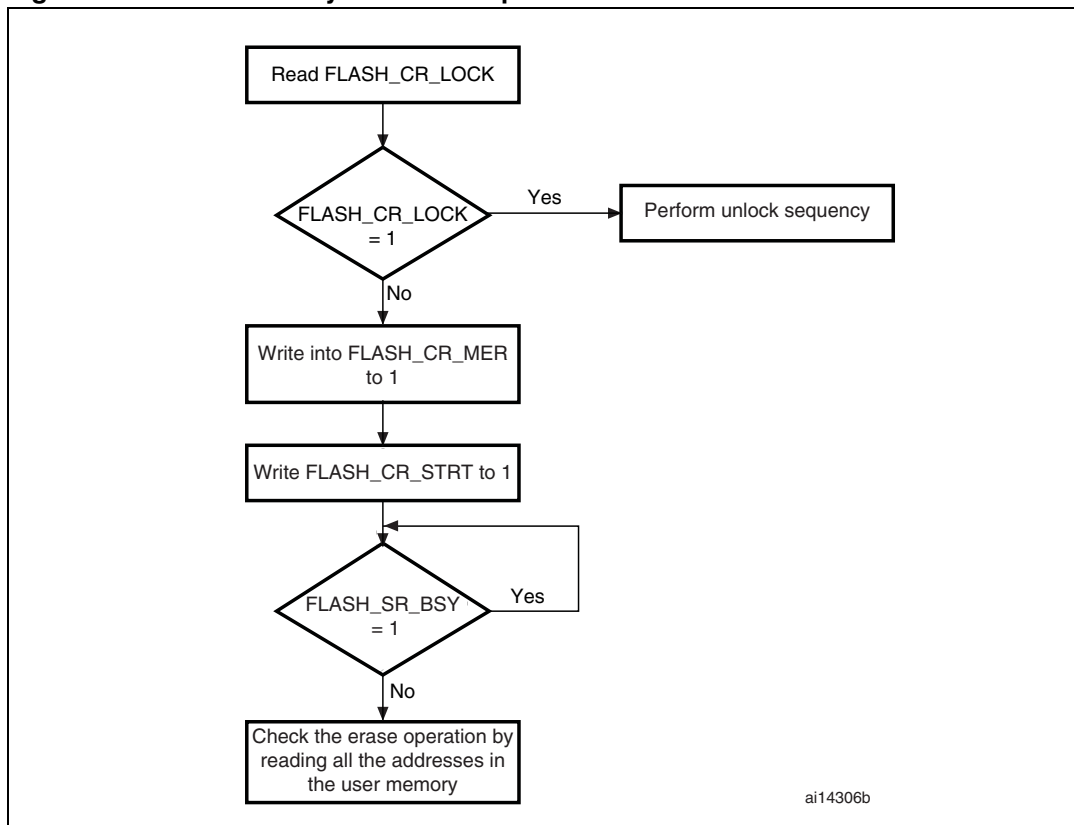 Read FLASH_CR_LOCK
FLASH_CR_LOCK
= 1
Yes
Perform unlock sequency
No
Write into FLASH_CR_MER
to 1
Write FLASH_CR_STRT to 1
FLASH_SR_BSY
= 1
Yes
No
Check the erase operation by
reading all the addresses in
the user memory
ai14306b